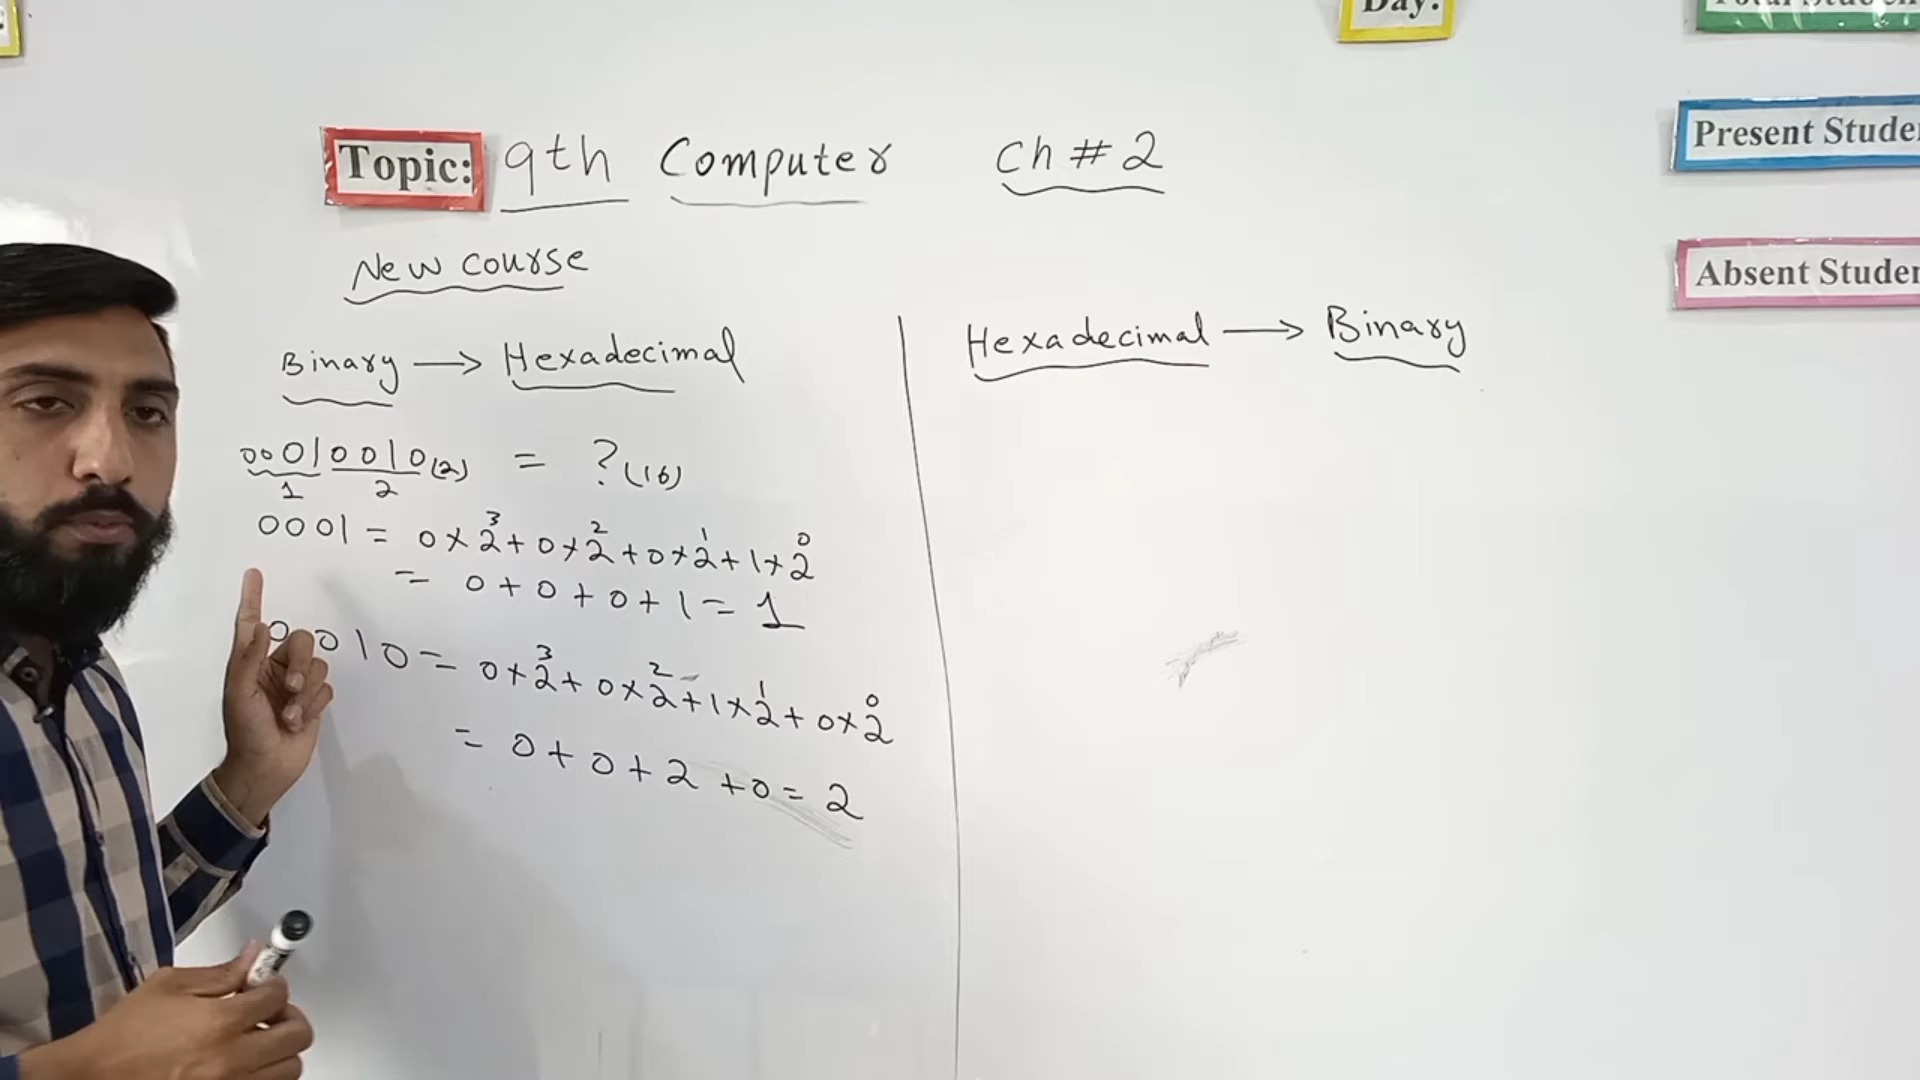 Day:
Topic: 9th Computer Ch # 2
Present Stude
Absent Studen
New course
Binary → Hexadecimal
Hexadecimal → Binary
00010010(2) = ?(16)
1 2
0001 = 0×2³+0×2²+0×2¹+1×2⁰
= 0+0+0+1=1
0010=0×2³+0×2²+1×2¹+0×2⁰
= 0+0+2+0=2